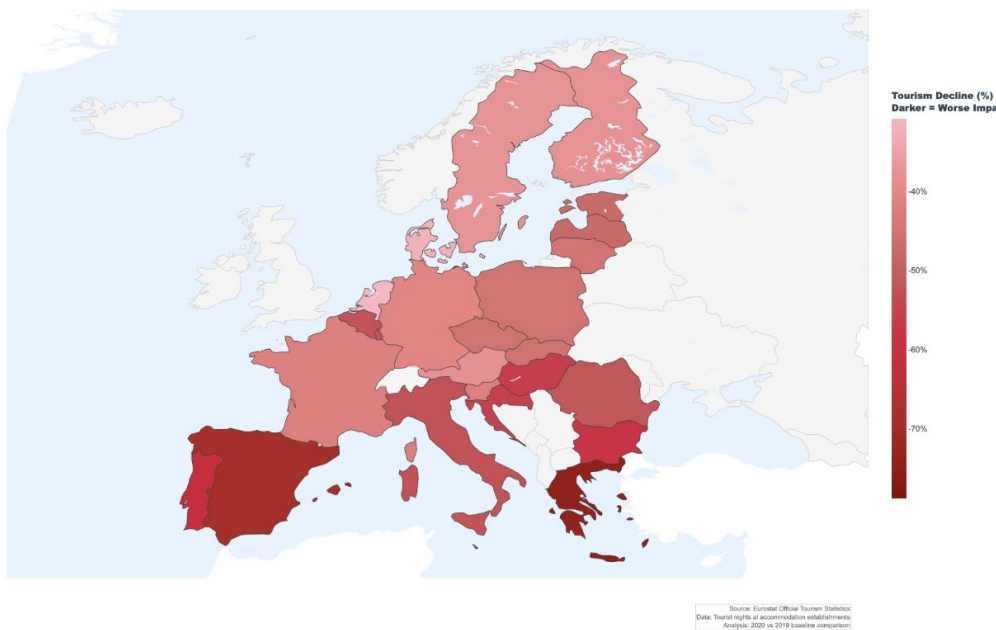 Tourism Decline (%)
Darker = Worse Impa
-40%
-50%
-60%
-70%
Source: Eurostat Official Tourism Statistics
Data: Tourist nights at accommodation establishments
Analysis: 2020 vs 2019 baseline comparison